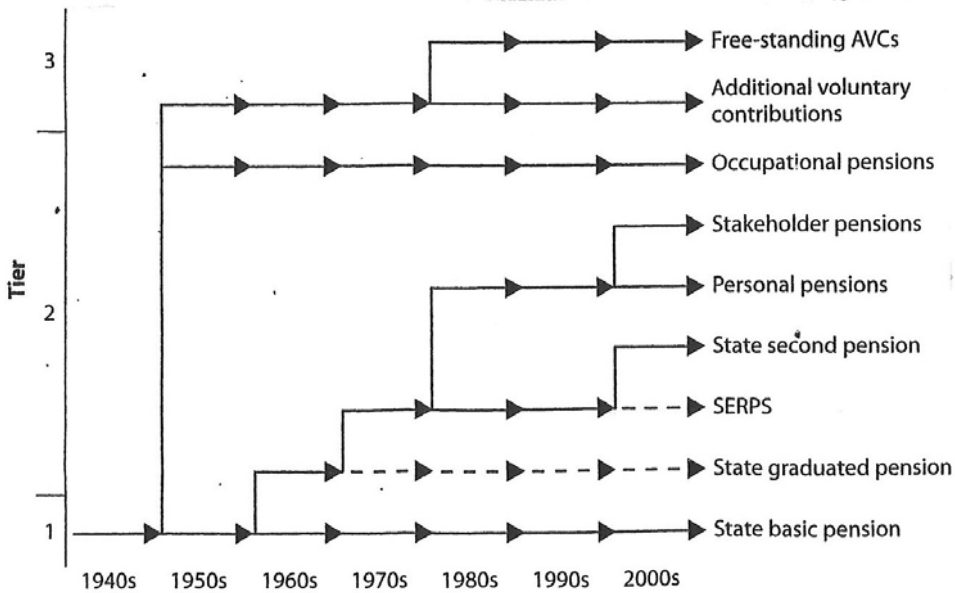 3
Free-standing AVCs
Additional voluntary
contributions
Occupational pensions
Stakeholder pensions
Tier
2
Personal pensions
State second pension
SERPS
State graduated pension
1
State basic pension
1940s 1950s 1960s 1970s 1980s 1990s 2000s